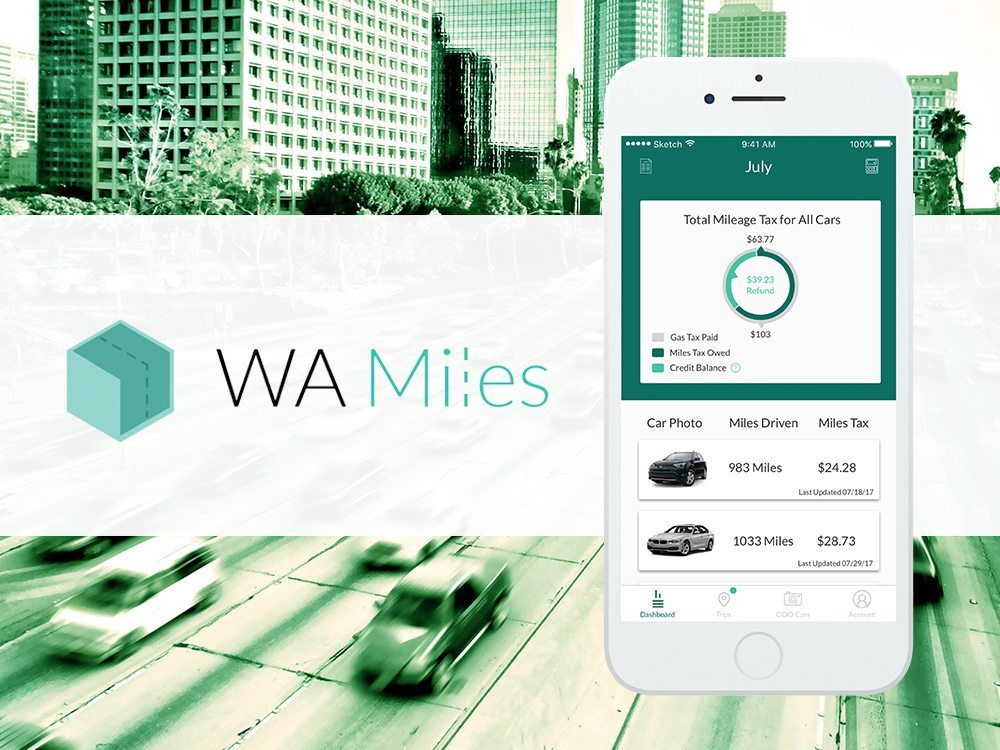 WA Miles
Sketch 9:41 AM 100%
July
Total Mileage Tax for All Cars
$63.77
$39.23
Refund
$103
Gas Tax Paid
Miles Tax Owed
Credit Balance ?
Car Photo Miles Driven Miles Tax
983 Miles $24.28
Last Updated 07/18/17
1033 Miles $28.73
Last Updated 07/29/17
Dashboard Trips ODO Cam Account